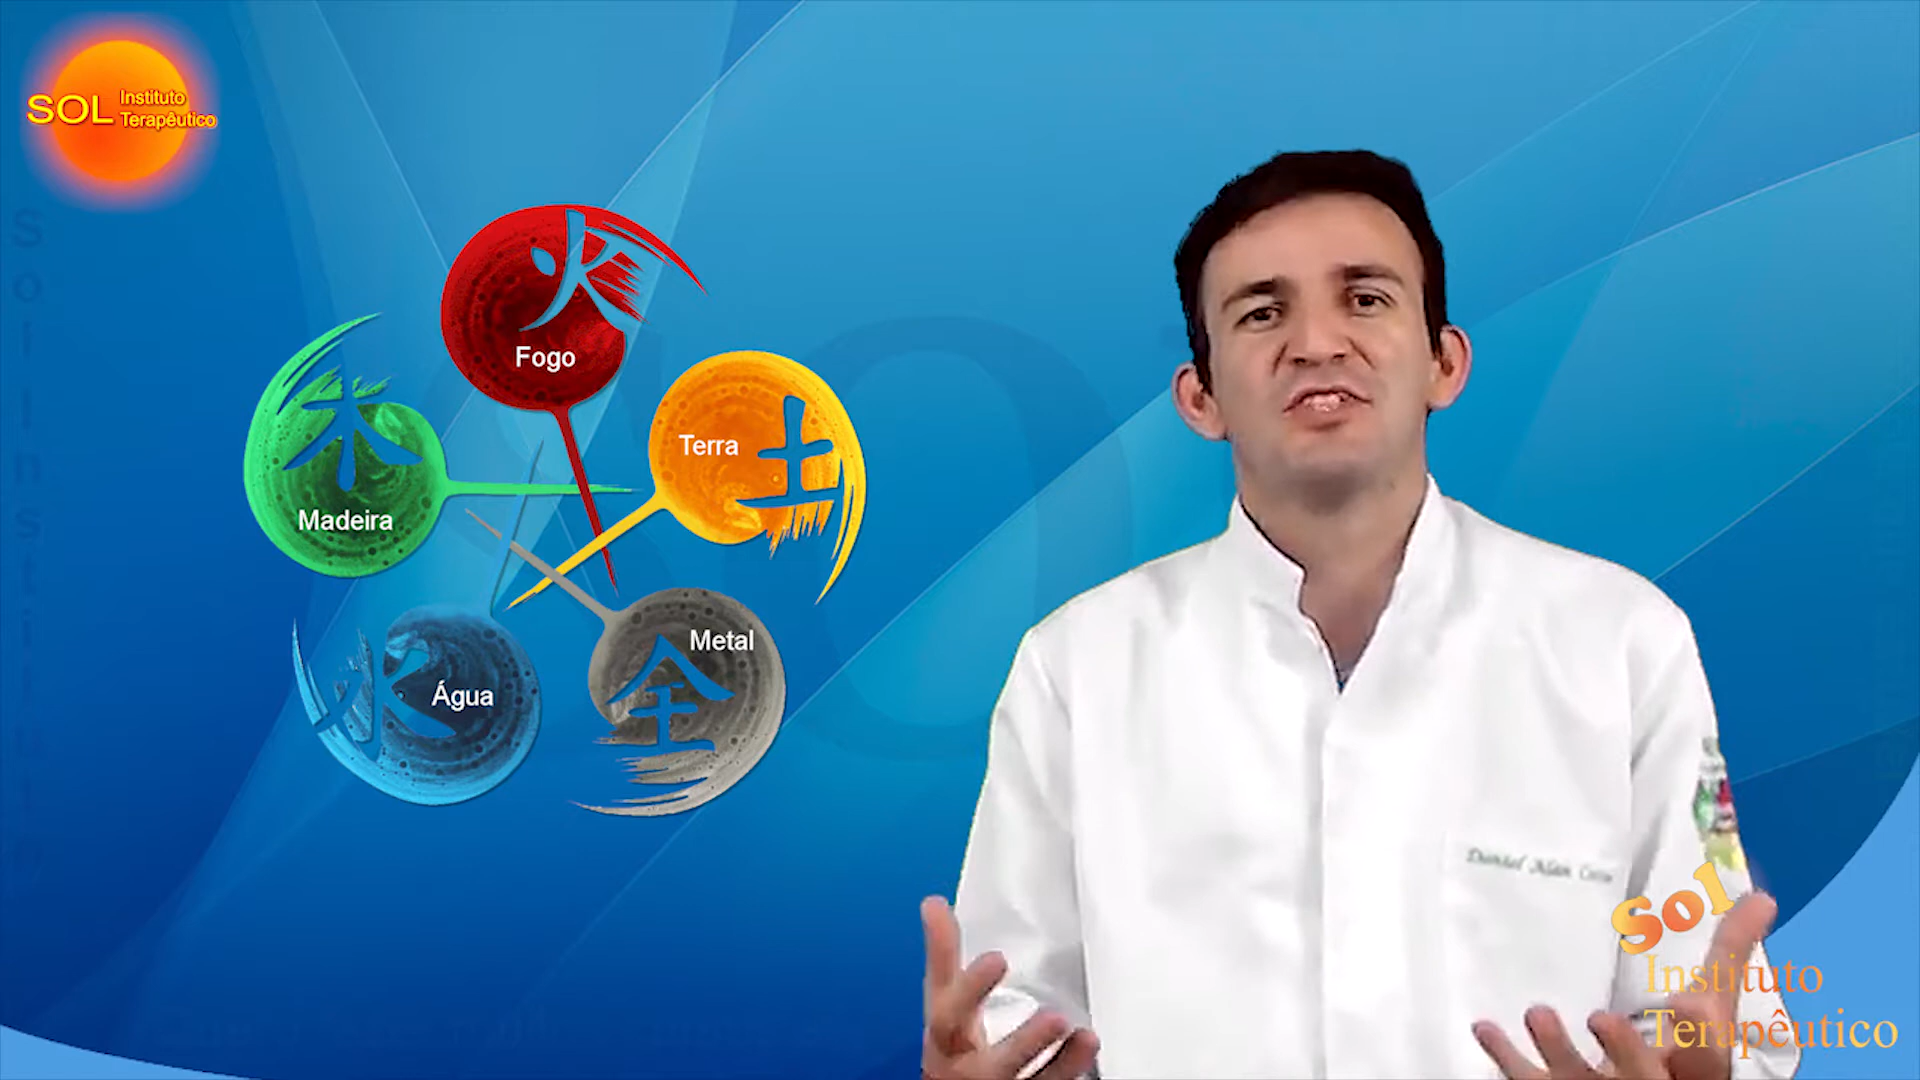 SOL Instituto
Terapêutico
火
Fogo
木
Madeira
Terra
土
Metal
金
水
Água
Sol
Instituto
Terapêutico